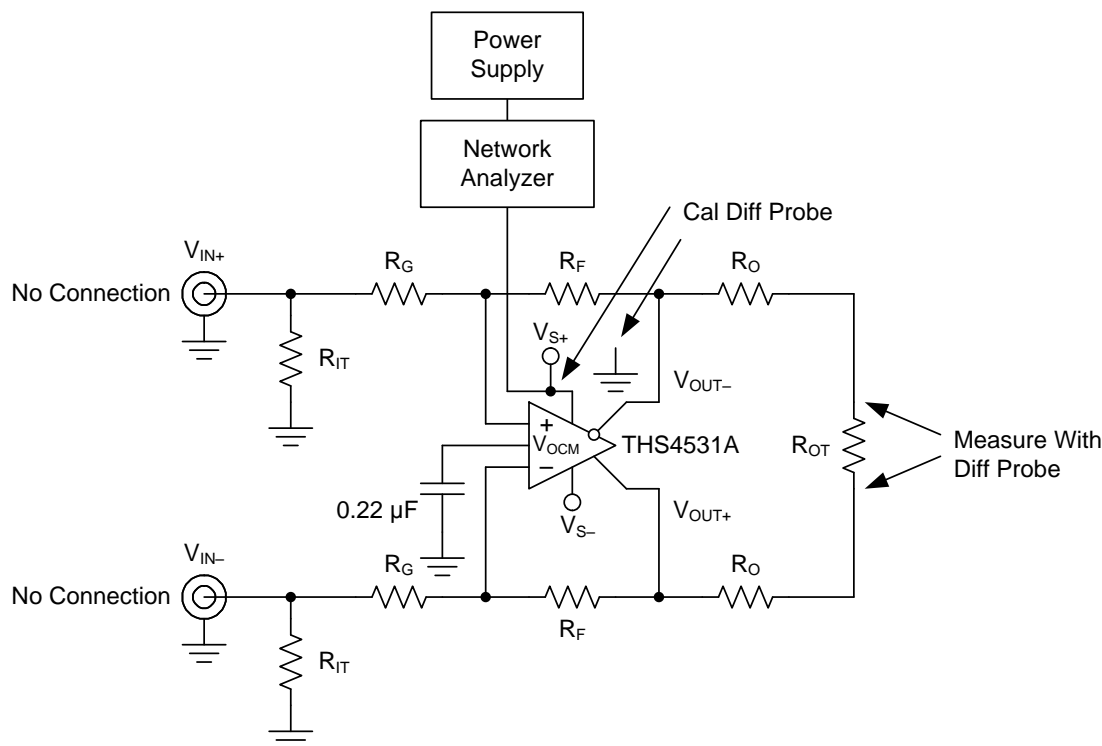 Power
Supply
Network
Analyzer
Cal Diff Probe
V_IN+
R_G
R_F
R_O
No Connection
V_S+
R_IT
V_OUT–
+
V_OCM
THS4531A
R_OT
Measure With
Diff Probe
–
0.22 µF
V_S–
V_OUT+
V_IN–
R_G
R_O
No Connection
R_F
R_IT